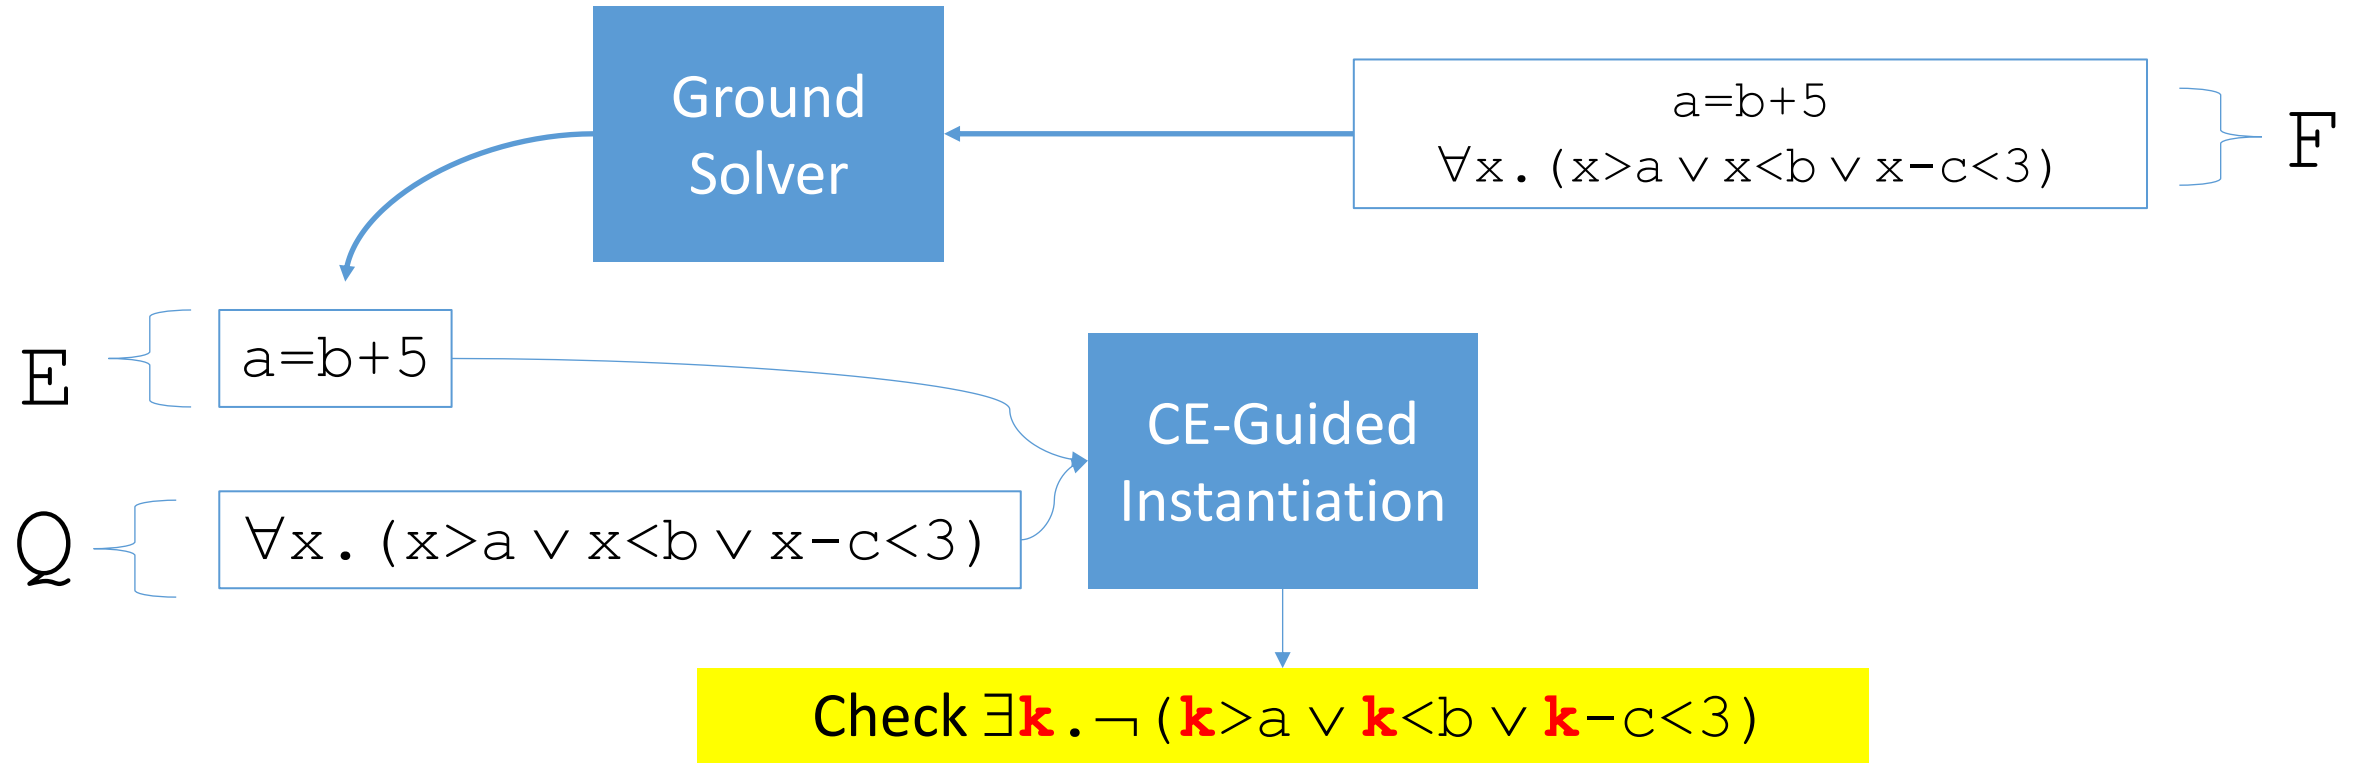 Ground
Solver
a=b+5
∀x.(x>a ∨ x<b ∨ x-c<3)
F
E
a=b+5
CE-Guided
Instantiation
Q
∀x.(x>a ∨ x<b ∨ x-c<3)
Check ∃k.¬(k>a ∨ k<b ∨ k-c<3)